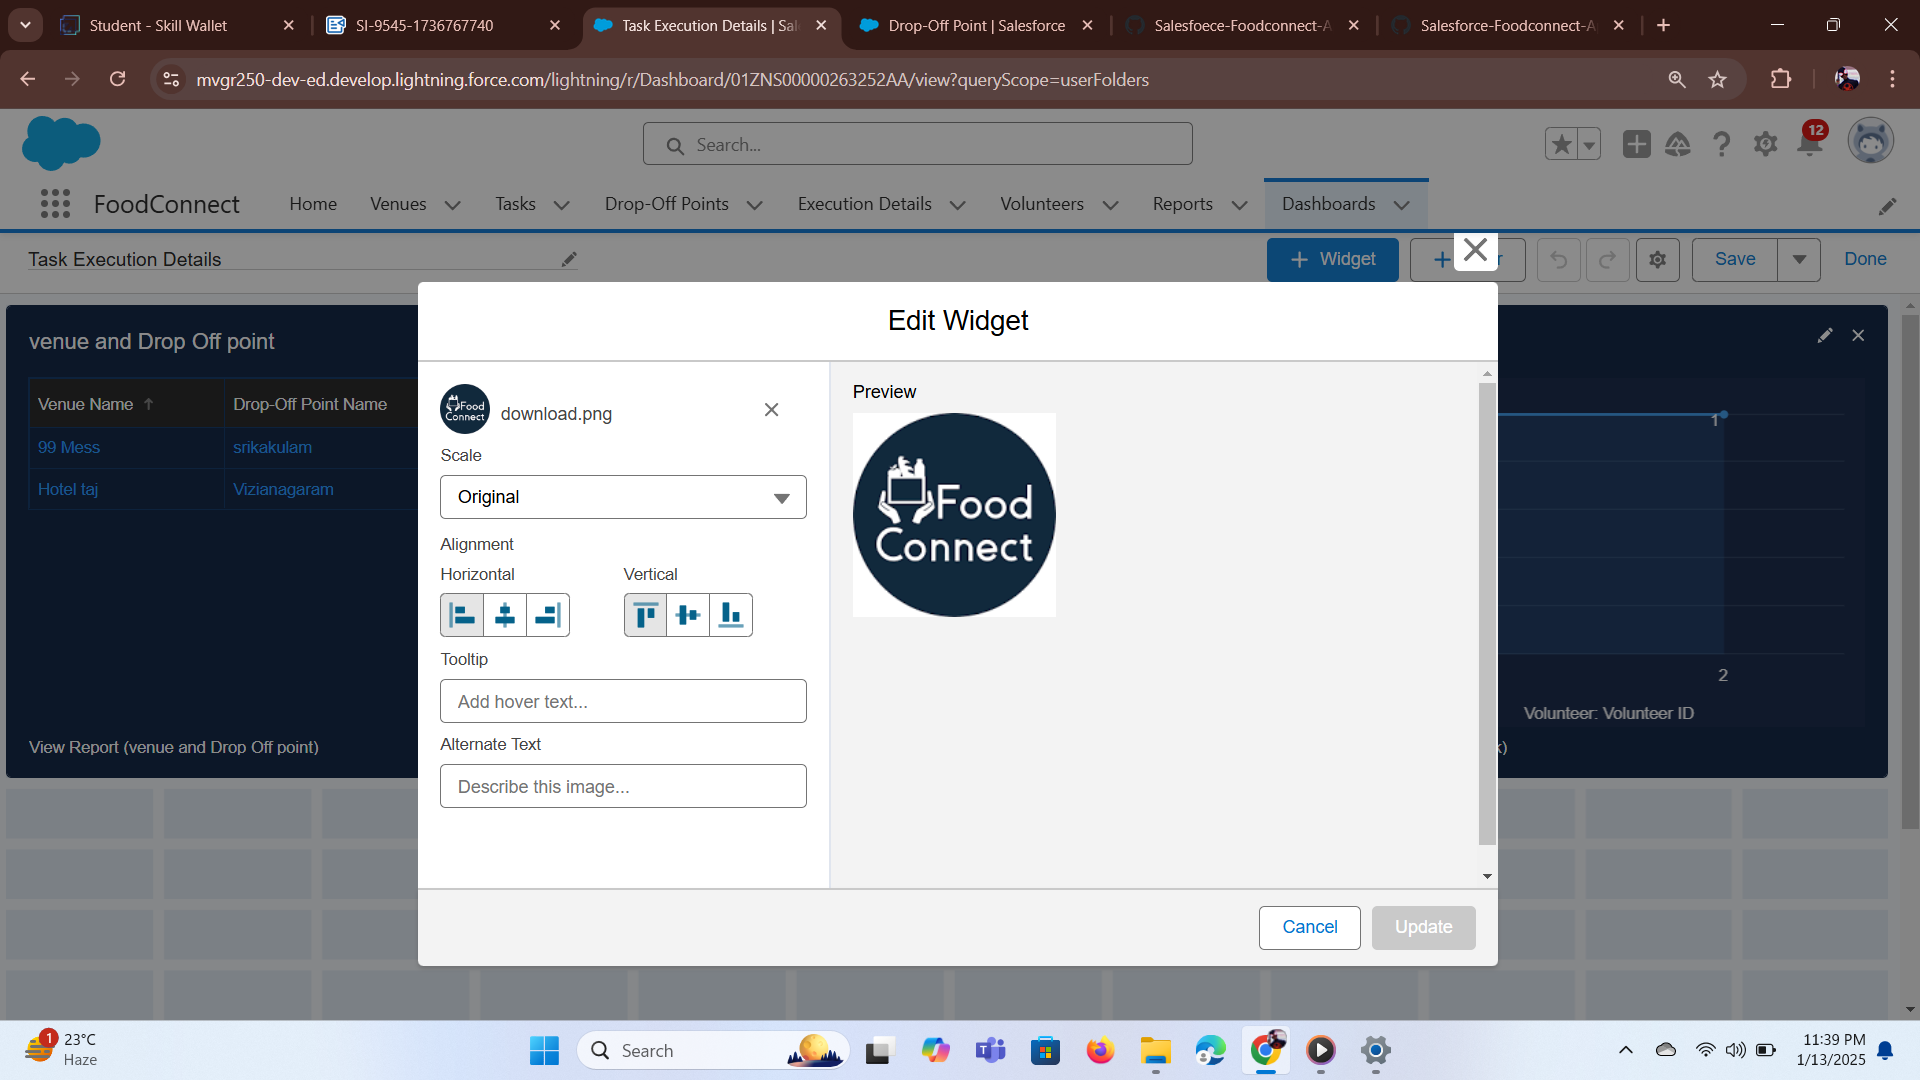 Student - Skill Wallet
SI-9545-1736767740
Task Execution Details | Sal
Drop-Off Point | Salesforce
Salesfoece-Foodconnect-A
Salesforce-Foodconnect-A
mvgr250-dev-ed.develop.lightning.force.com/lightning/r/Dashboard/01ZNS00000263252AA/view?queryScope=userFolders
Search...
12
FoodConnect
Home
Venues
Tasks
Drop-Off Points
Execution Details
Volunteers
Reports
Dashboards
Task Execution Details
+ Widget
+
r
Save
Done
Edit Widget
venue and Drop Off point
Venue Name ↑
Drop-Off Point Name
99 Mess
srikakulam
Hotel taj
Vizianagaram
View Report (venue and Drop Off point)
Food
Connect
download.png
Scale
Original
Alignment
Horizontal
Vertical
Tooltip
Add hover text...
Alternate Text
Describe this image...
Preview
Food
Connect
Cancel
Update
1
2
Volunteer: Volunteer ID
k)
1
23°C
Haze
Search
11:39 PM
1/13/2025